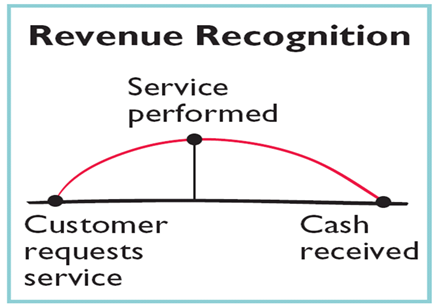 Revenue Recognition
Service
performed
Customer
requests
service
Cash
received